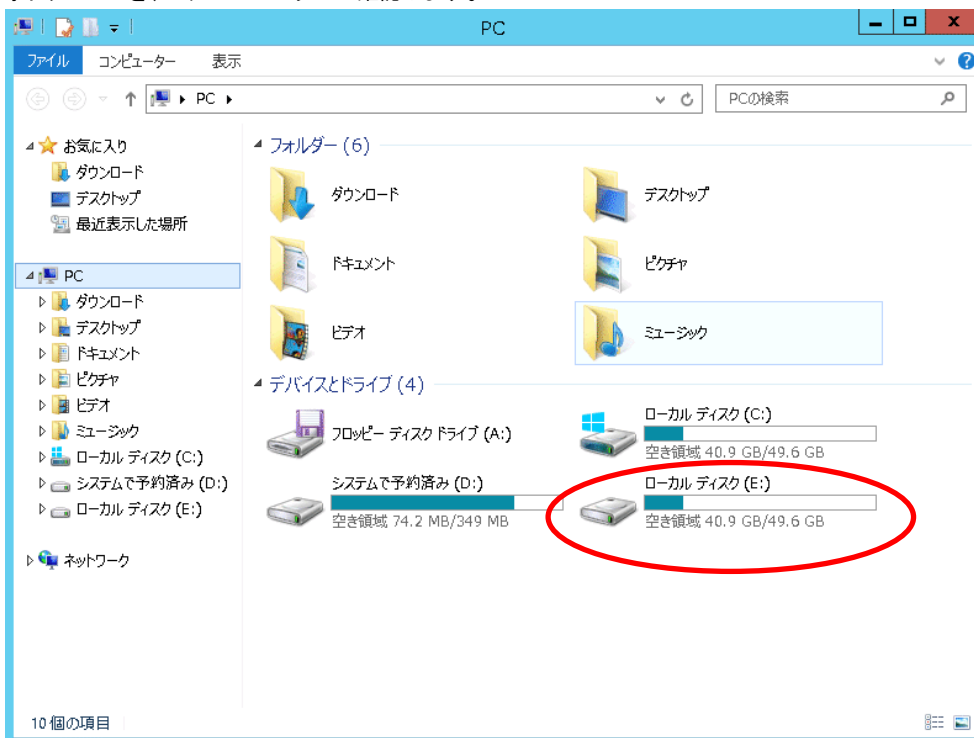 PC
ファイル コンピューター 表示
PC
PCの検索
お気に入り
ダウンロード
デスクトップ
最近表示した場所
PC
ダウンロード
デスクトップ
ドキュメント
ピクチャ
ビデオ
ミュージック
ローカル ディスク (C:)
システムで予約済み (D:)
ローカル ディスク (E:)
ネットワーク
フォルダー (6)
ダウンロード
デスクトップ
ドキュメント
ピクチャ
ビデオ
ミュージック
デバイスとドライブ (4)
フロッピー ディスク ドライブ (A:)
ローカル ディスク (C:)
空き領域 40.9 GB/49.6 GB
システムで予約済み (D:)
空き領域 74.2 MB/349 MB
ローカル ディスク (E:)
空き領域 40.9 GB/49.6 GB
10 個の項目